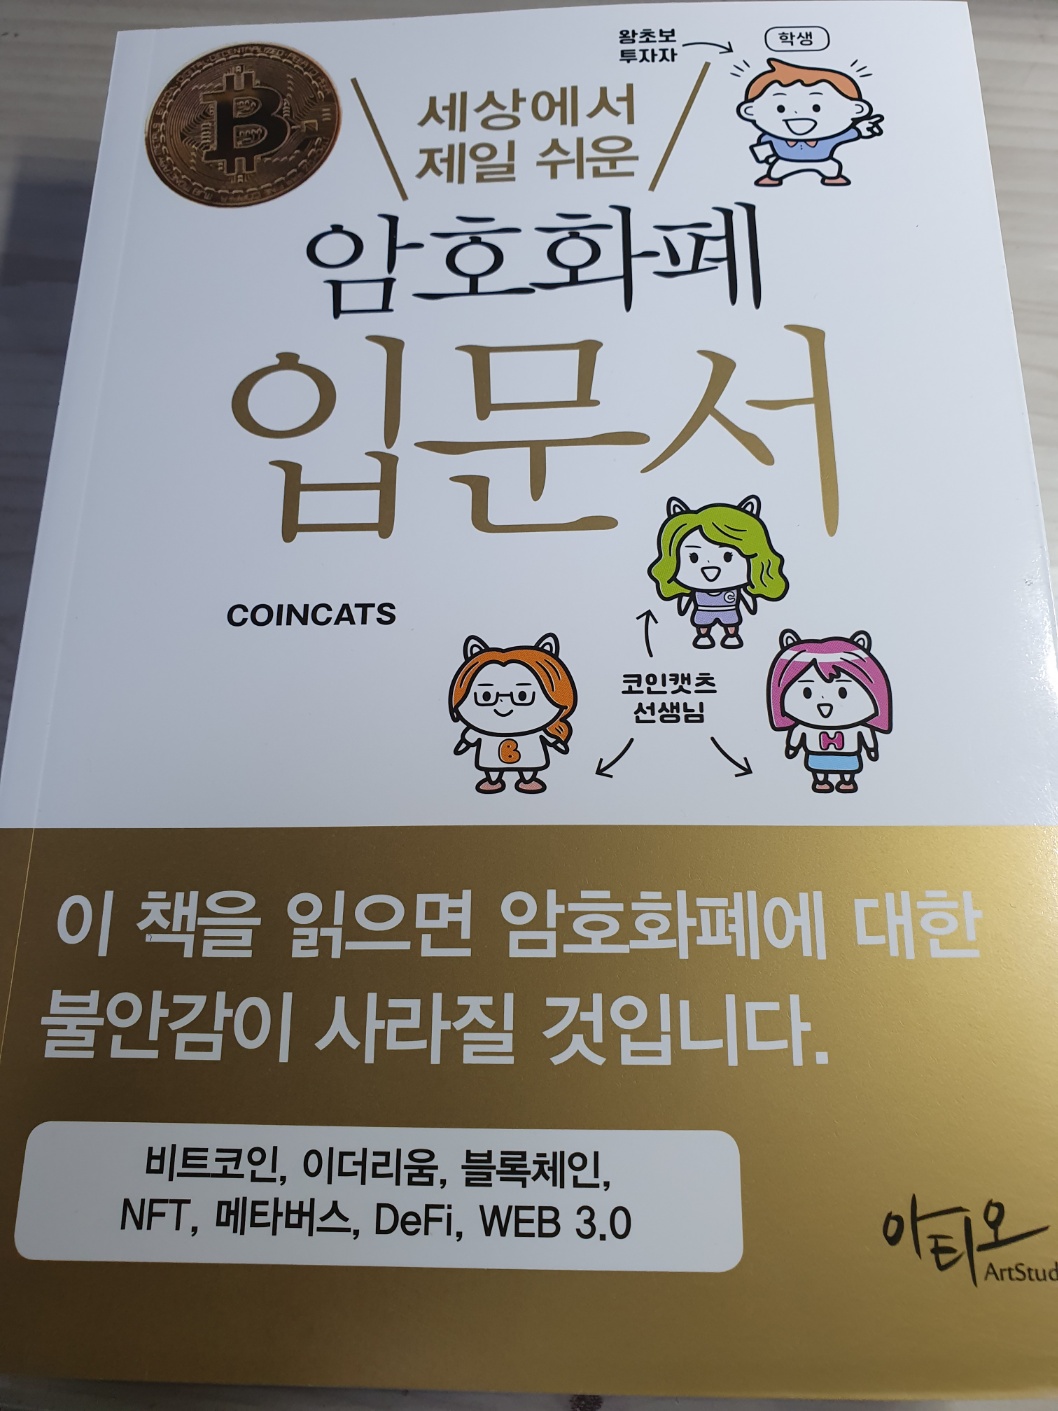 왕초보
투자자
학생
세상에서
제일 쉬운
암호화폐
입문서
COINCATS
코인캣츠
선생님
이 책을 읽으면 암호화폐에 대한
불안감이 사라질 것입니다.
비트코인, 이더리움, 블록체인,
NFT, 메타버스, DeFi, WEB 3.0
아티오
ArtStud